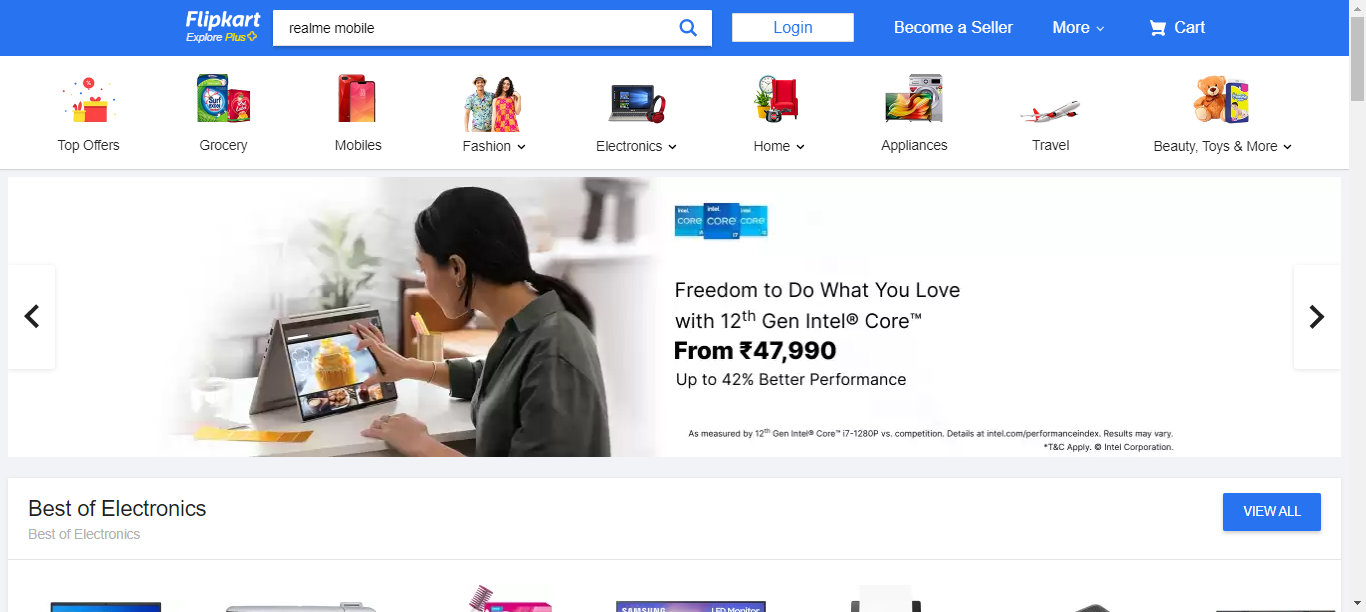 Flipkart
Explore Plus
realme mobile
Login
Become a Seller
More
Cart
Top Offers
Grocery
Mobiles
Fashion
Electronics
Home
Appliances
Travel
Beauty, Toys & More
intel.
CORE
intel.
CORE
i7
intel.
CORE
Freedom to Do What You Love
with 12th Gen Intel® Core™
From ₹47,990
Up to 42% Better Performance
As measured by 12th Gen Intel® Core™ i7-1280P vs. competition. Details at intel.com/performanceindex. Results may vary.
*T&C Apply. © Intel Corporation.
Best of Electronics
Best of Electronics
VIEW ALL
SAMSUNG
LED Monitor